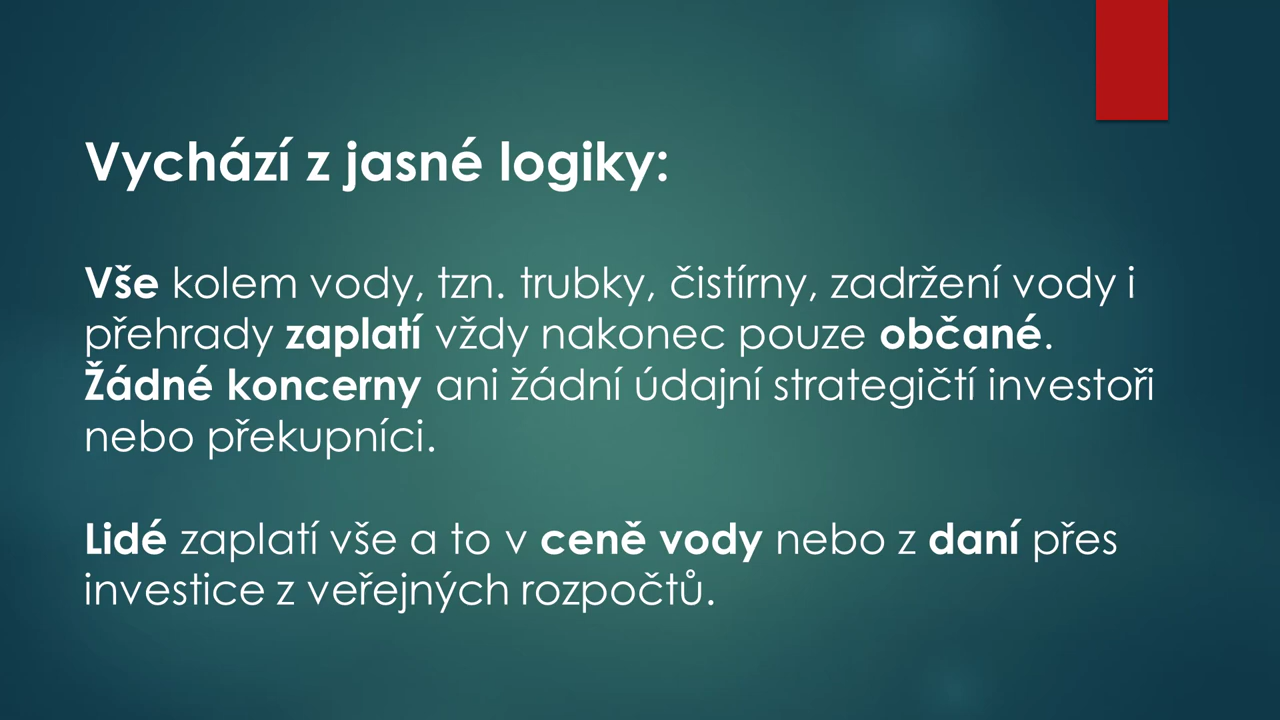 Vychází z jasné logiky:
Vše kolem vody, tzn. trubky, čistírny, zadržení vody i
přehrady zaplatí vždy nakonec pouze občané.
Žádné koncerny ani žádní údajní strategičtí investoři
nebo překupníci.
Lidé zaplatí vše a to v ceně vody nebo z daní přes
investice z veřejných rozpočtů.